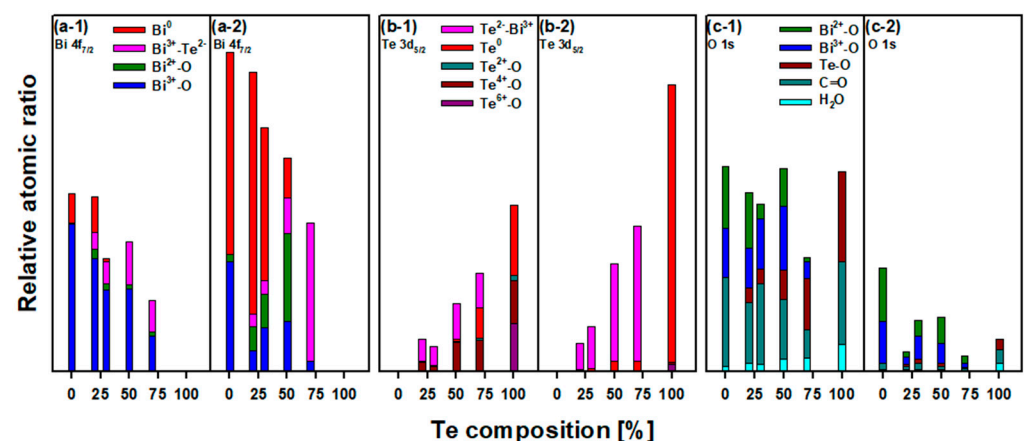 (a-1)
Bi 4f7/2
Bi⁰
Bi³⁺-Te²⁻
Bi²⁺-O
Bi³⁺-O
(a-2)
Bi 4f7/2
(b-1)
Te 3d5/2
Te²⁻-Bi³⁺
Te⁰
Te²⁺-O
Te⁴⁺-O
Te⁶⁺-O
(b-2)
Te 3d5/2
(c-1)
O 1s
Bi²⁺-O
Bi³⁺-O
Te-O
C=O
H₂O
(c-2)
O 1s
Relative atomic ratio
0 25 50 75 100
0 25 50 75 100
0 25 50 75 100
0 25 50 75 100
0 25 50 75 100
0 25 50 75 100
Te composition [%]